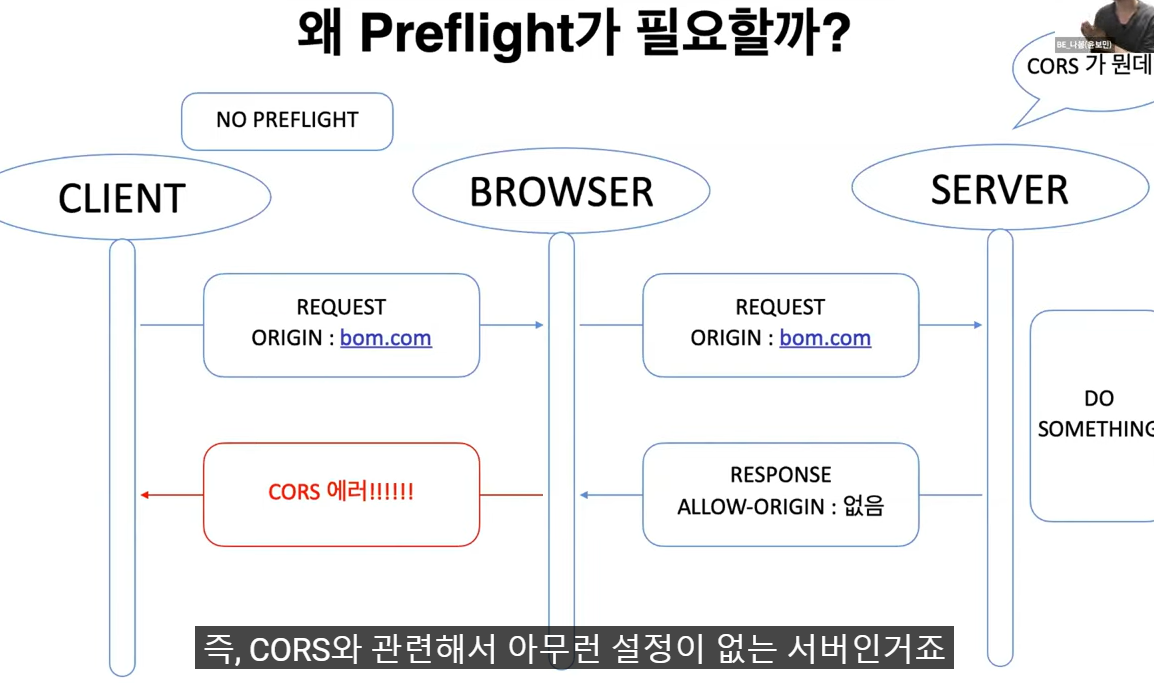 왜 Preflight가 필요할까?
BE_나봄(윤보민)
CORS 가 뭔데
NO PREFLIGHT
CLIENT
BROWSER
SERVER
REQUEST
ORIGIN : bom.com
REQUEST
ORIGIN : bom.com
DO
SOMETHING
CORS 에러!!!!!!
RESPONSE
ALLOW-ORIGIN : 없음
즉, CORS와 관련해서 아무런 설정이 없는 서버인거죠